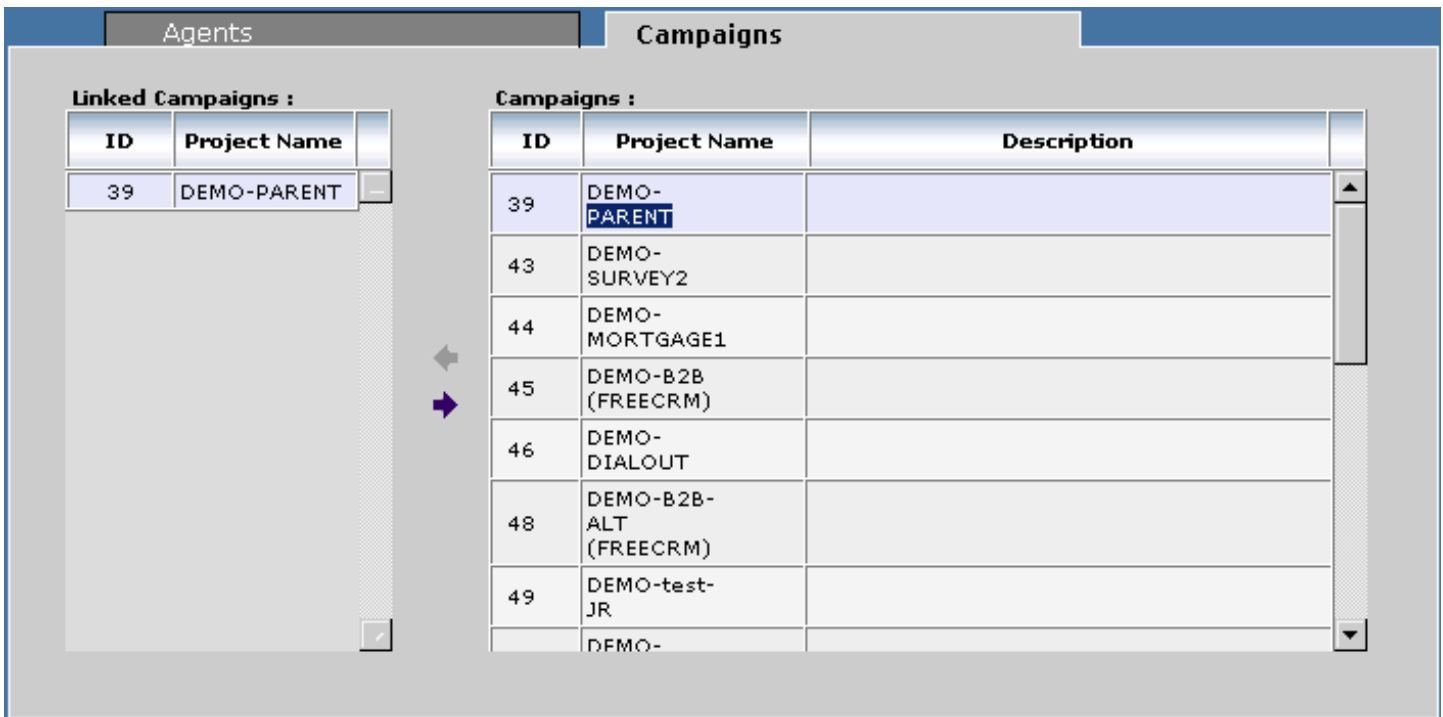 Agents
Campaigns
Linked Campaigns :
ID Project Name
39 DEMO-PARENT
Campaigns :
ID Project Name Description
39 DEMO-
PARENT
43 DEMO-
SURVEY2
44 DEMO-
MORTGAGE1
45 DEMO-B2B
(FREECRM)
46 DEMO-
DIALOUT
48 DEMO-B2B-
ALT
(FREECRM)
49 DEMO-test-
JR
DEMO-